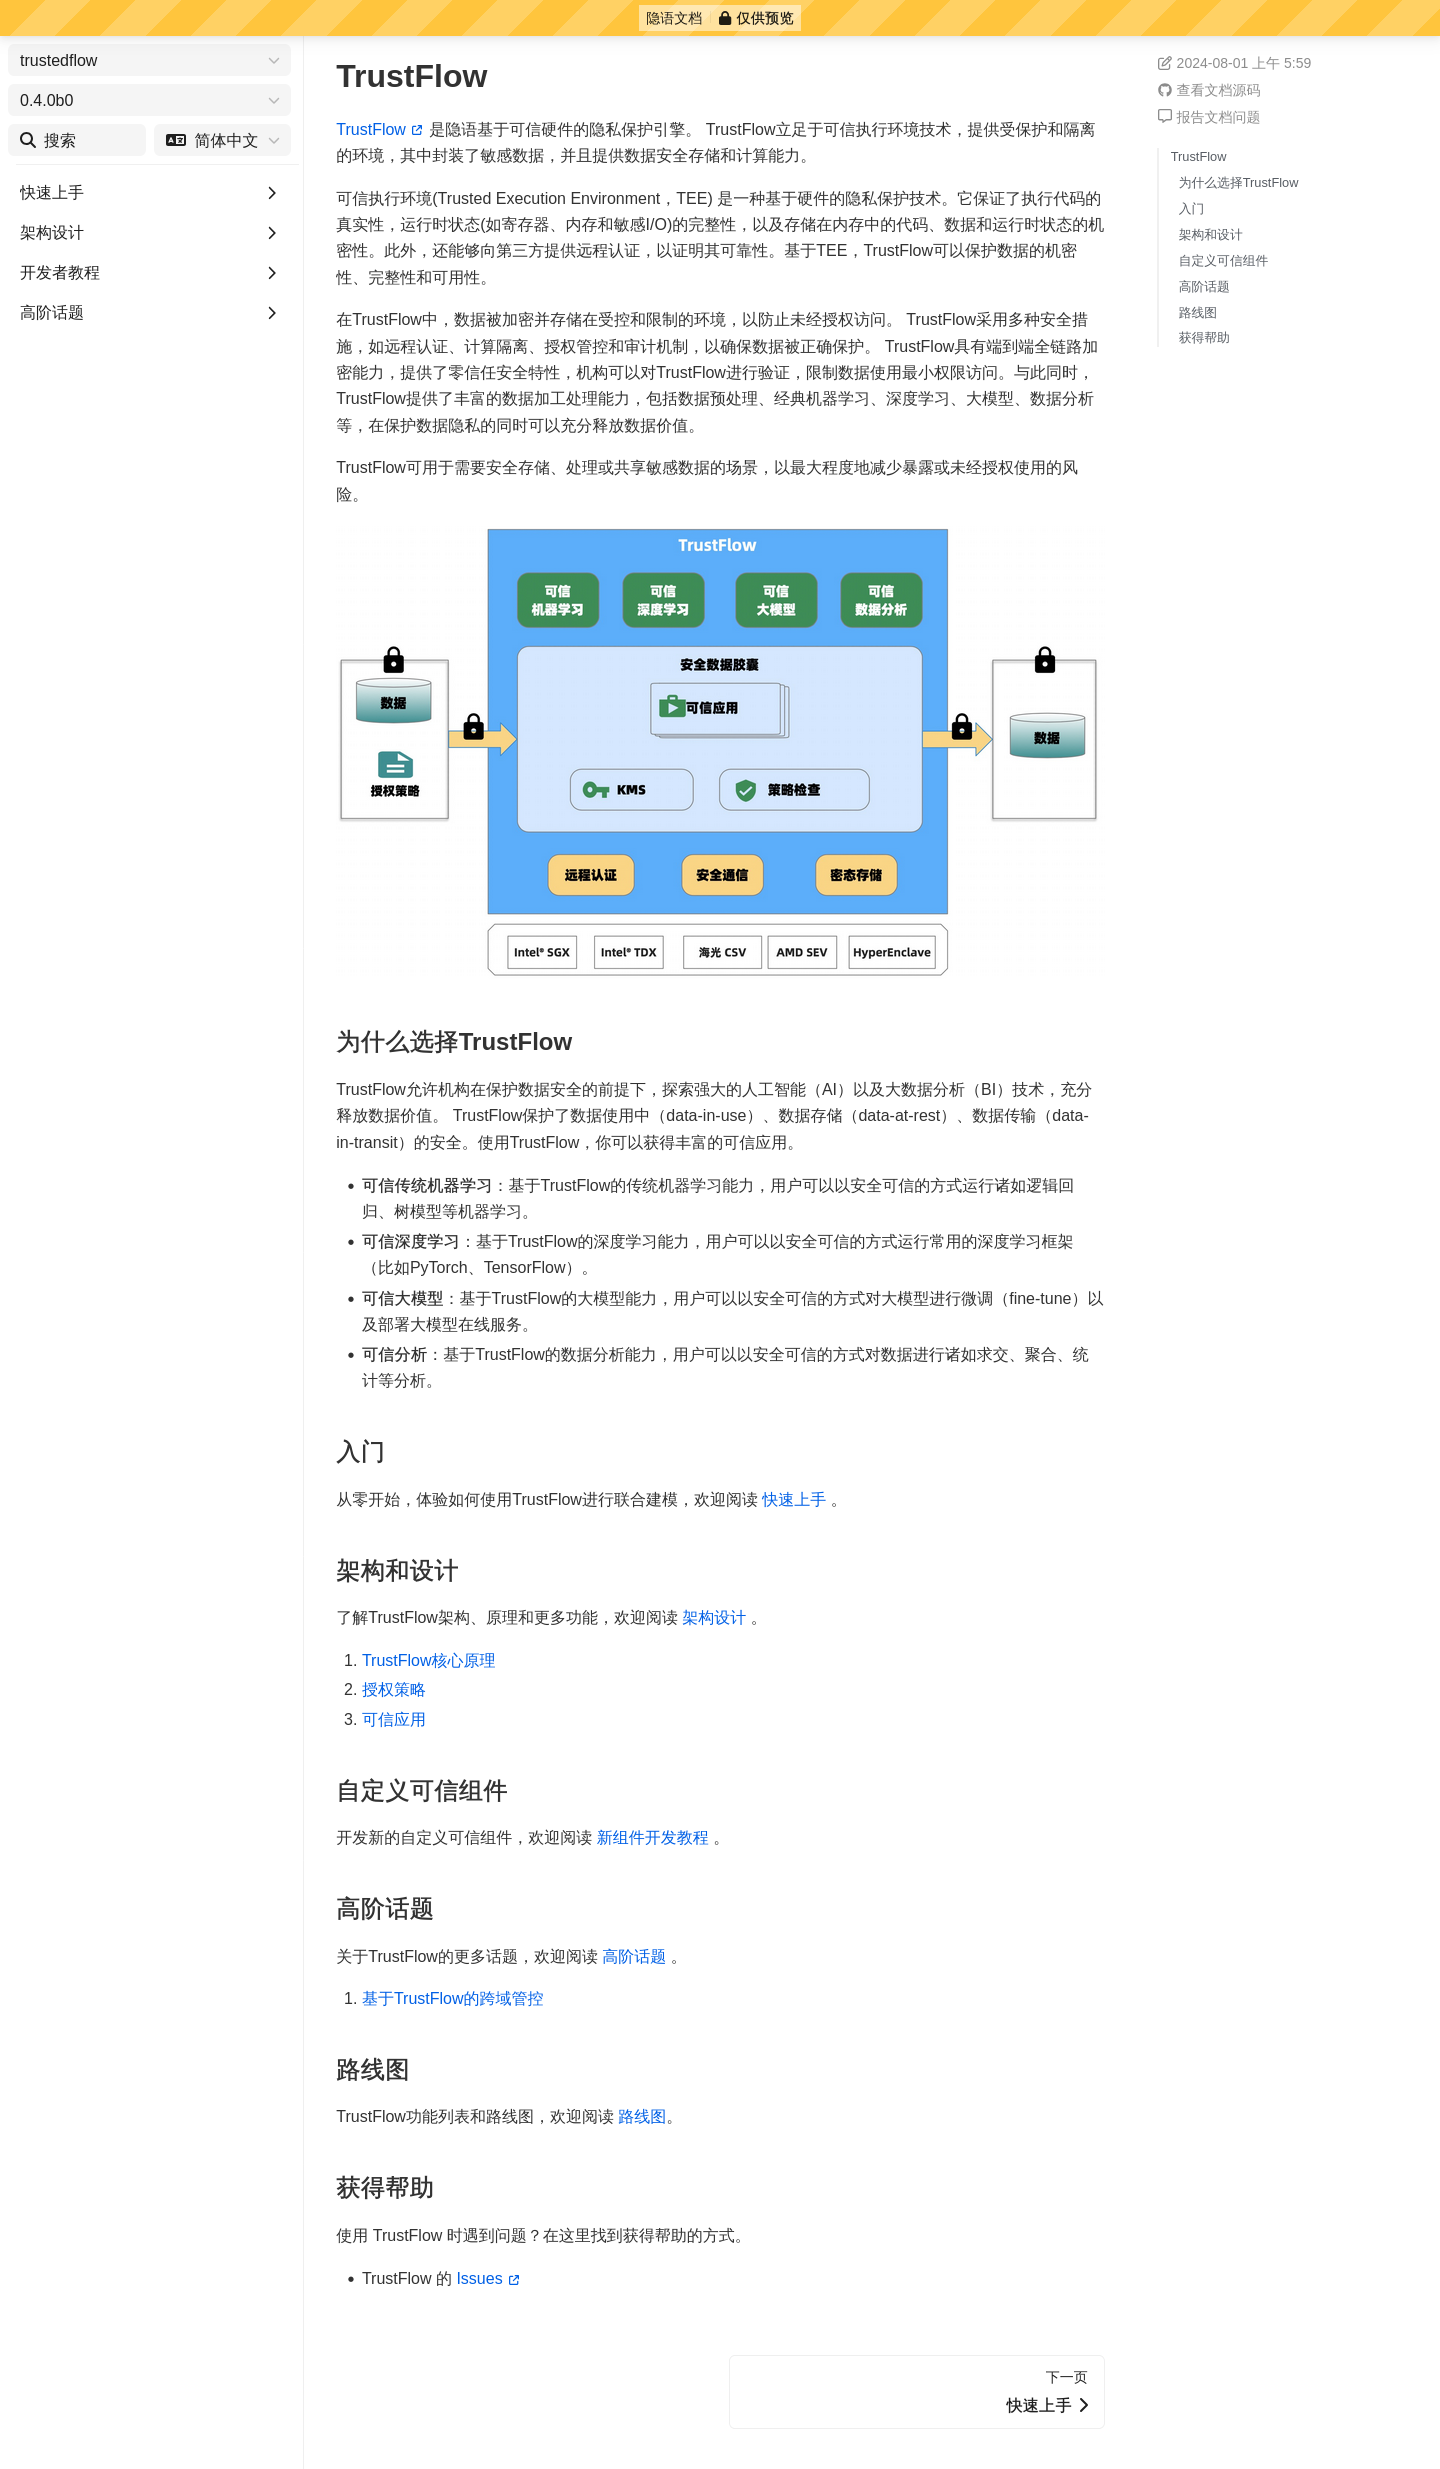 隐语文档 仅供预览
trustedflow
0.4.0b0
搜索 简体中文
快速上手
架构设计
开发者教程
高阶话题
TrustFlow
TrustFlow 是隐语基于可信硬件的隐私保护引擎。 TrustFlow立足于可信执行环境技术，提供受保护和隔离
的环境，其中封装了敏感数据，并且提供数据安全存储和计算能力。
可信执行环境(Trusted Execution Environment，TEE) 是一种基于硬件的隐私保护技术。它保证了执行代码的
真实性，运行时状态(如寄存器、内存和敏感I/O)的完整性，以及存储在内存中的代码、数据和运行时状态的机
密性。此外，还能够向第三方提供远程认证，以证明其可靠性。基于TEE，TrustFlow可以保护数据的机密
性、完整性和可用性。
在TrustFlow中，数据被加密并存储在受控和限制的环境，以防止未经授权访问。 TrustFlow采用多种安全措
施，如远程认证、计算隔离、授权管控和审计机制，以确保数据被正确保护。 TrustFlow具有端到端全链路加
密能力，提供了零信任安全特性，机构可以对TrustFlow进行验证，限制数据使用最小权限访问。与此同时，
TrustFlow提供了丰富的数据加工处理能力，包括数据预处理、经典机器学习、深度学习、大模型、数据分析
等，在保护数据隐私的同时可以充分释放数据价值。
TrustFlow可用于需要安全存储、处理或共享敏感数据的场景，以最大程度地减少暴露或未经授权使用的风
险。
TrustFlow
可信
机器学习
可信
深度学习
可信
大模型
可信
数据分析
安全数据胶囊
可信应用
数据
授权策略
数据
KMS
策略检查
远程认证
安全通信
密态存储
Intel® SGX
Intel® TDX
海光 CSV
AMD SEV
HyperEnclave
为什么选择TrustFlow
TrustFlow允许机构在保护数据安全的前提下，探索强大的人工智能（AI）以及大数据分析（BI）技术，充分
释放数据价值。 TrustFlow保护了数据使用中（data-in-use）、数据存储（data-at-rest）、数据传输（data-
in-transit）的安全。使用TrustFlow，你可以获得丰富的可信应用。
• 可信传统机器学习：基于TrustFlow的传统机器学习能力，用户可以以安全可信的方式运行诸如逻辑回
归、树模型等机器学习。
• 可信深度学习：基于TrustFlow的深度学习能力，用户可以以安全可信的方式运行常用的深度学习框架
（比如PyTorch、TensorFlow）。
• 可信大模型：基于TrustFlow的大模型能力，用户可以以安全可信的方式对大模型进行微调（fine-tune）以
及部署大模型在线服务。
• 可信分析：基于TrustFlow的数据分析能力，用户可以以安全可信的方式对数据进行诸如求交、聚合、统
计等分析。
入门
从零开始，体验如何使用TrustFlow进行联合建模，欢迎阅读 快速上手 。
架构和设计
了解TrustFlow架构、原理和更多功能，欢迎阅读 架构设计 。
1. TrustFlow核心原理
2. 授权策略
3. 可信应用
自定义可信组件
开发新的自定义可信组件，欢迎阅读 新组件开发教程 。
高阶话题
关于TrustFlow的更多话题，欢迎阅读 高阶话题 。
1. 基于TrustFlow的跨域管控
路线图
TrustFlow功能列表和路线图，欢迎阅读 路线图。
获得帮助
使用 TrustFlow 时遇到问题？在这里找到获得帮助的方式。
• TrustFlow 的 Issues
下一页
快速上手
2024-08-01 上午 5:59
查看文档源码
报告文档问题
TrustFlow
为什么选择TrustFlow
入门
架构和设计
自定义可信组件
高阶话题
路线图
获得帮助